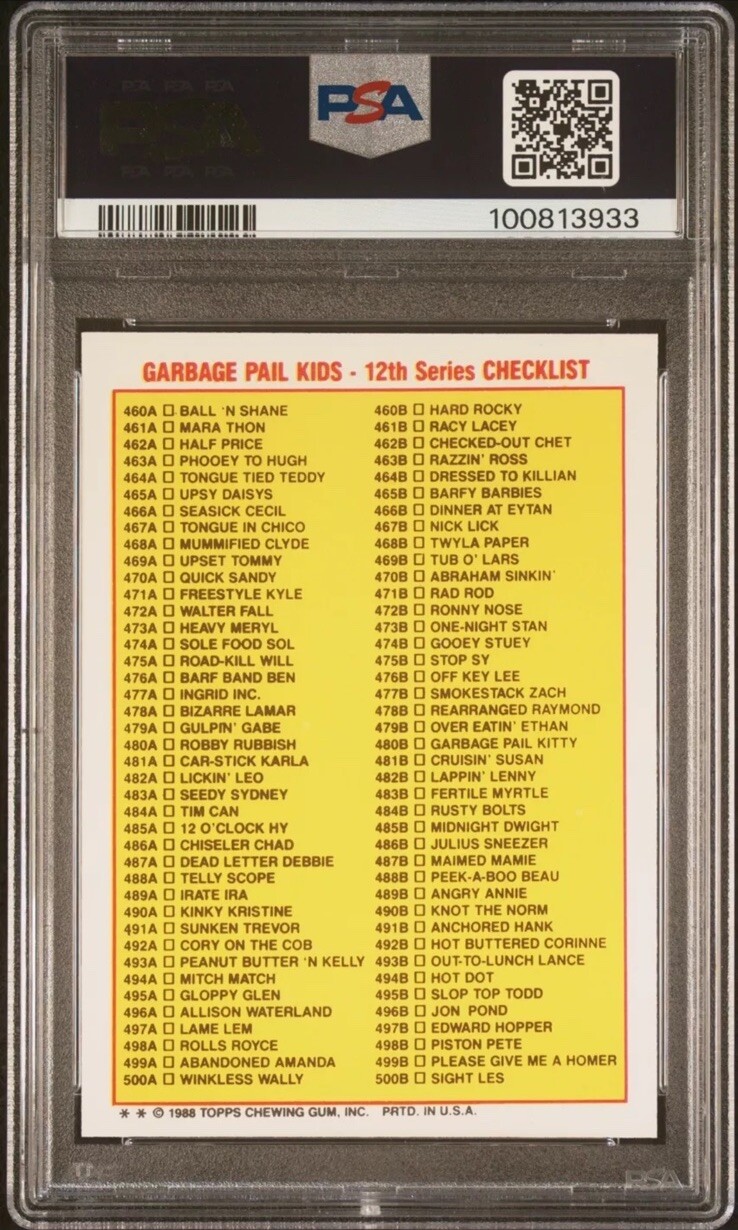 PSA
100813933
GARBAGE PAIL KIDS - 12th Series CHECKLIST
460A □ BALL 'N SHANE 460B □ HARD ROCKY
461A □ MARA THON 461B □ RACY LACEY
462A □ HALF PRICE 462B □ CHECKED-OUT CHET
463A □ PHOOEY TO HUGH 463B □ RAZZIN' ROSS
464A □ TONGUE TIED TEDDY 464B □ DRESSED TO KILLIAN
465A □ UPSY DAISYS 465B □ BARFY BARBIES
466A □ SEASICK CECIL 466B □ DINNER AT EYTAN
467A □ TONGUE IN CHICO 467B □ NICK LICK
468A □ MUMMIFIED CLYDE 468B □ TWYLA PAPER
469A □ UPSET TOMMY 469B □ TUB O' LARS
470A □ QUICK SANDY 470B □ ABRAHAM SINKIN'
471A □ FREESTYLE KYLE 471B □ RAD ROD
472A □ WALTER FALL 472B □ RONNY NOSE
473A □ HEAVY MERYL 473B □ ONE-NIGHT STAN
474A □ SOLE FOOD SOL 474B □ GOOEY STUEY
475A □ ROAD-KILL WILL 475B □ STOP SY
476A □ BARF BAND BEN 476B □ OFF KEY LEE
477A □ INGRID INC. 477B □ SMOKESTACK ZACH
478A □ BIZARRE LAMAR 478B □ REARRANGED RAYMOND
479A □ GULPIN' GABE 479B □ OVER EATIN' ETHAN
480A □ ROBBY RUBBISH 480B □ GARBAGE PAIL KITTY
481A □ CAR-STICK KARLA 481B □ CRUISIN' SUSAN
482A □ LICKIN' LEO 482B □ LAPPIN' LENNY
483A □ SEEDY SYDNEY 483B □ FERTILE MYRTLE
484A □ TIM CAN 484B □ RUSTY BOLTS
485A □ 12 O'CLOCK HY 485B □ MIDNIGHT DWIGHT
486A □ CHISELER CHAD 486B □ JULIUS SNEEZER
487A □ DEAD LETTER DEBBIE 487B □ MAIMED MAMIE
488A □ TELLY SCOPE 488B □ PEEK-A-BOO BEAU
489A □ IRATE IRA 489B □ ANGRY ANNIE
490A □ KINKY KRISTINE 490B □ KNOT THE NORM
491A □ SUNKEN TREVOR 491B □ ANCHORED HANK
492A □ CORY ON THE COB 492B □ HOT BUTTERED CORINNE
493A □ PEANUT BUTTER 'N KELLY 493B □ OUT-TO-LUNCH LANCE
494A □ MITCH MATCH 494B □ HOT DOT
495A □ GLOPPY GLEN 495B □ SLOP TOP TODD
496A □ ALLISON WATERLAND 496B □ JON POND
497A □ LAME LEM 497B □ EDWARD HOPPER
498A □ ROLLS ROYCE 498B □ PISTON PETE
499A □ ABANDONED AMANDA 499B □ PLEASE GIVE ME A HOMER
500A □ WINKLESS WALLY 500B □ SIGHT LES
* * © 1988 TOPPS CHEWING GUM, INC. PRTD. IN U.S.A.
PSA